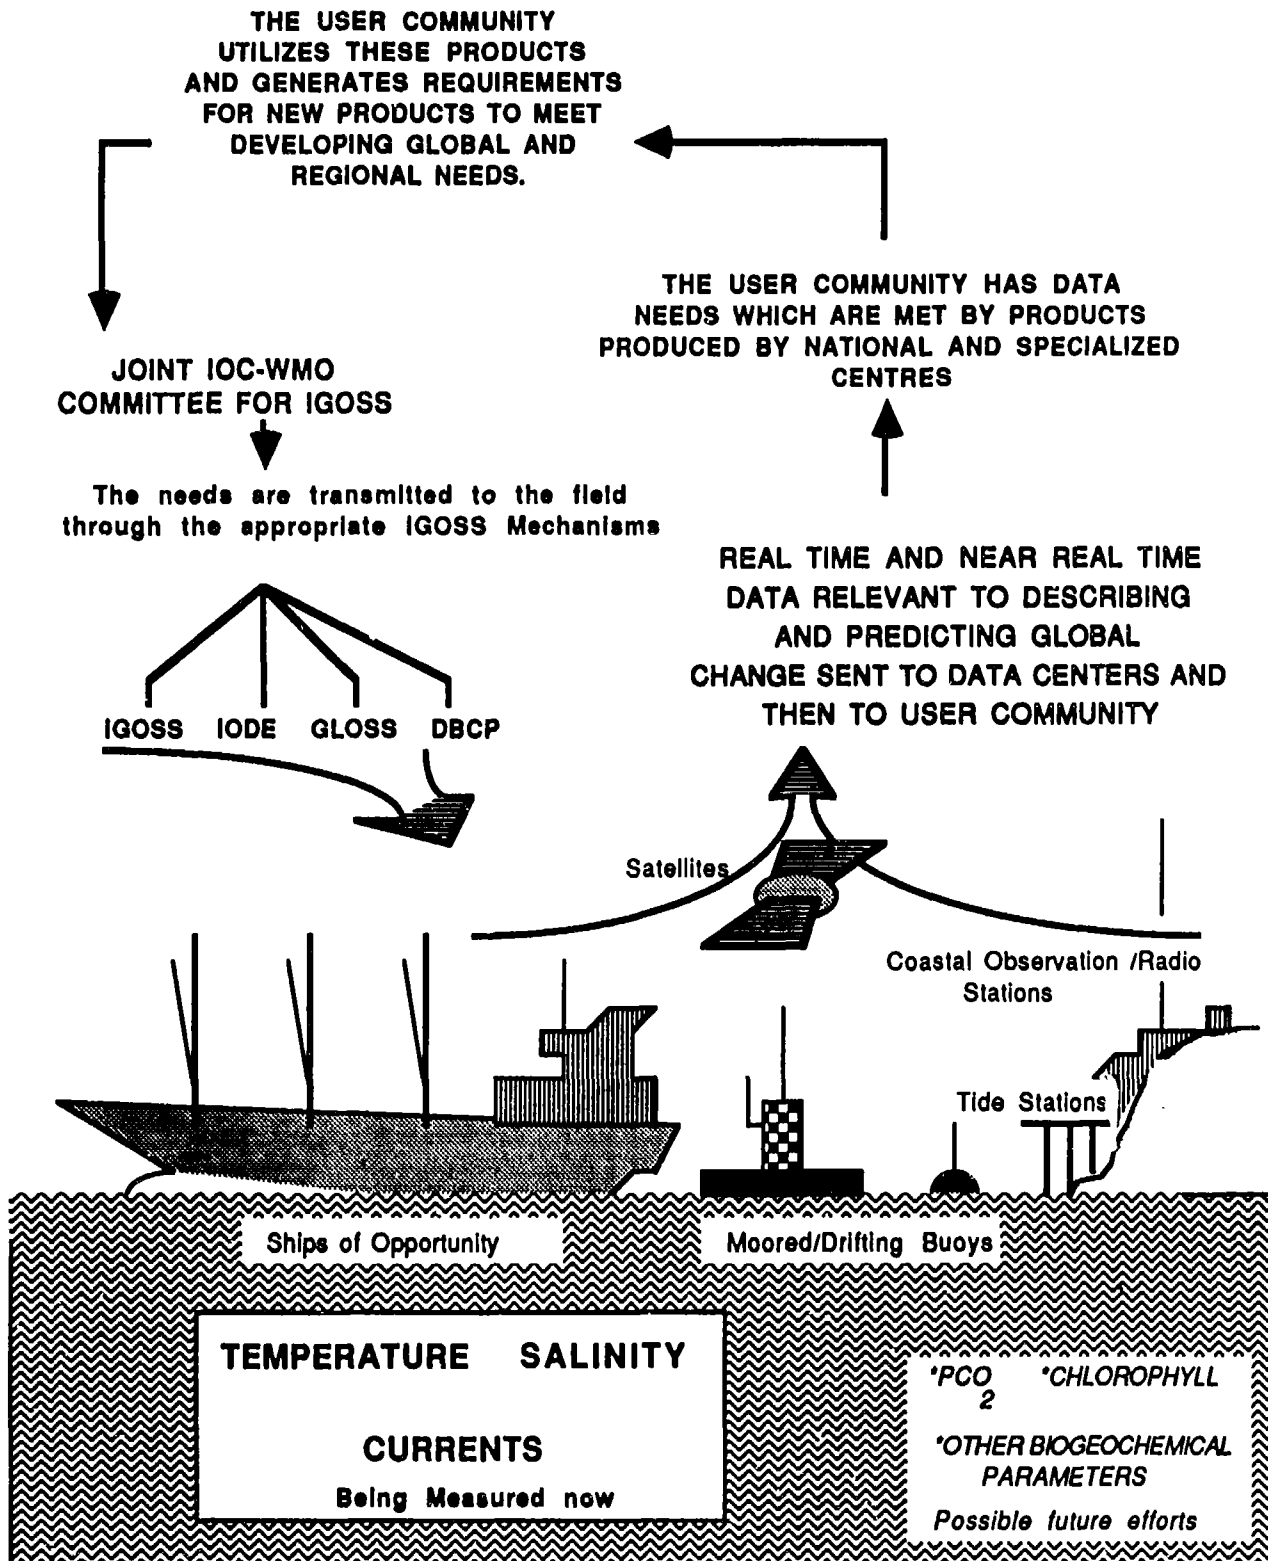 THE USER COMMUNITY
UTILIZES THESE PRODUCTS
AND GENERATES REQUIREMENTS
FOR NEW PRODUCTS TO MEET
DEVELOPING GLOBAL AND
REGIONAL NEEDS.
THE USER COMMUNITY HAS DATA
NEEDS WHICH ARE MET BY PRODUCTS
PRODUCED BY NATIONAL AND SPECIALIZED
CENTRES
JOINT IOC-WMO
COMMITTEE FOR IGOSS
The needs are transmitted to the field
through the appropriate IGOSS Mechanisms
REAL TIME AND NEAR REAL TIME
DATA RELEVANT TO DESCRIBING
AND PREDICTING GLOBAL
CHANGE SENT TO DATA CENTERS AND
THEN TO USER COMMUNITY
IGOSS IODE GLOSS DBCP
Satellites
Coastal Observation /Radio
Stations
Tide Stations
Ships of Opportunity
Moored/Drifting Buoys
TEMPERATURE SALINITY
CURRENTS
Being Measured now
*PCO *CHLOROPHYLL
2
*OTHER BIOGEOCHEMICAL
PARAMETERS
Possible future efforts